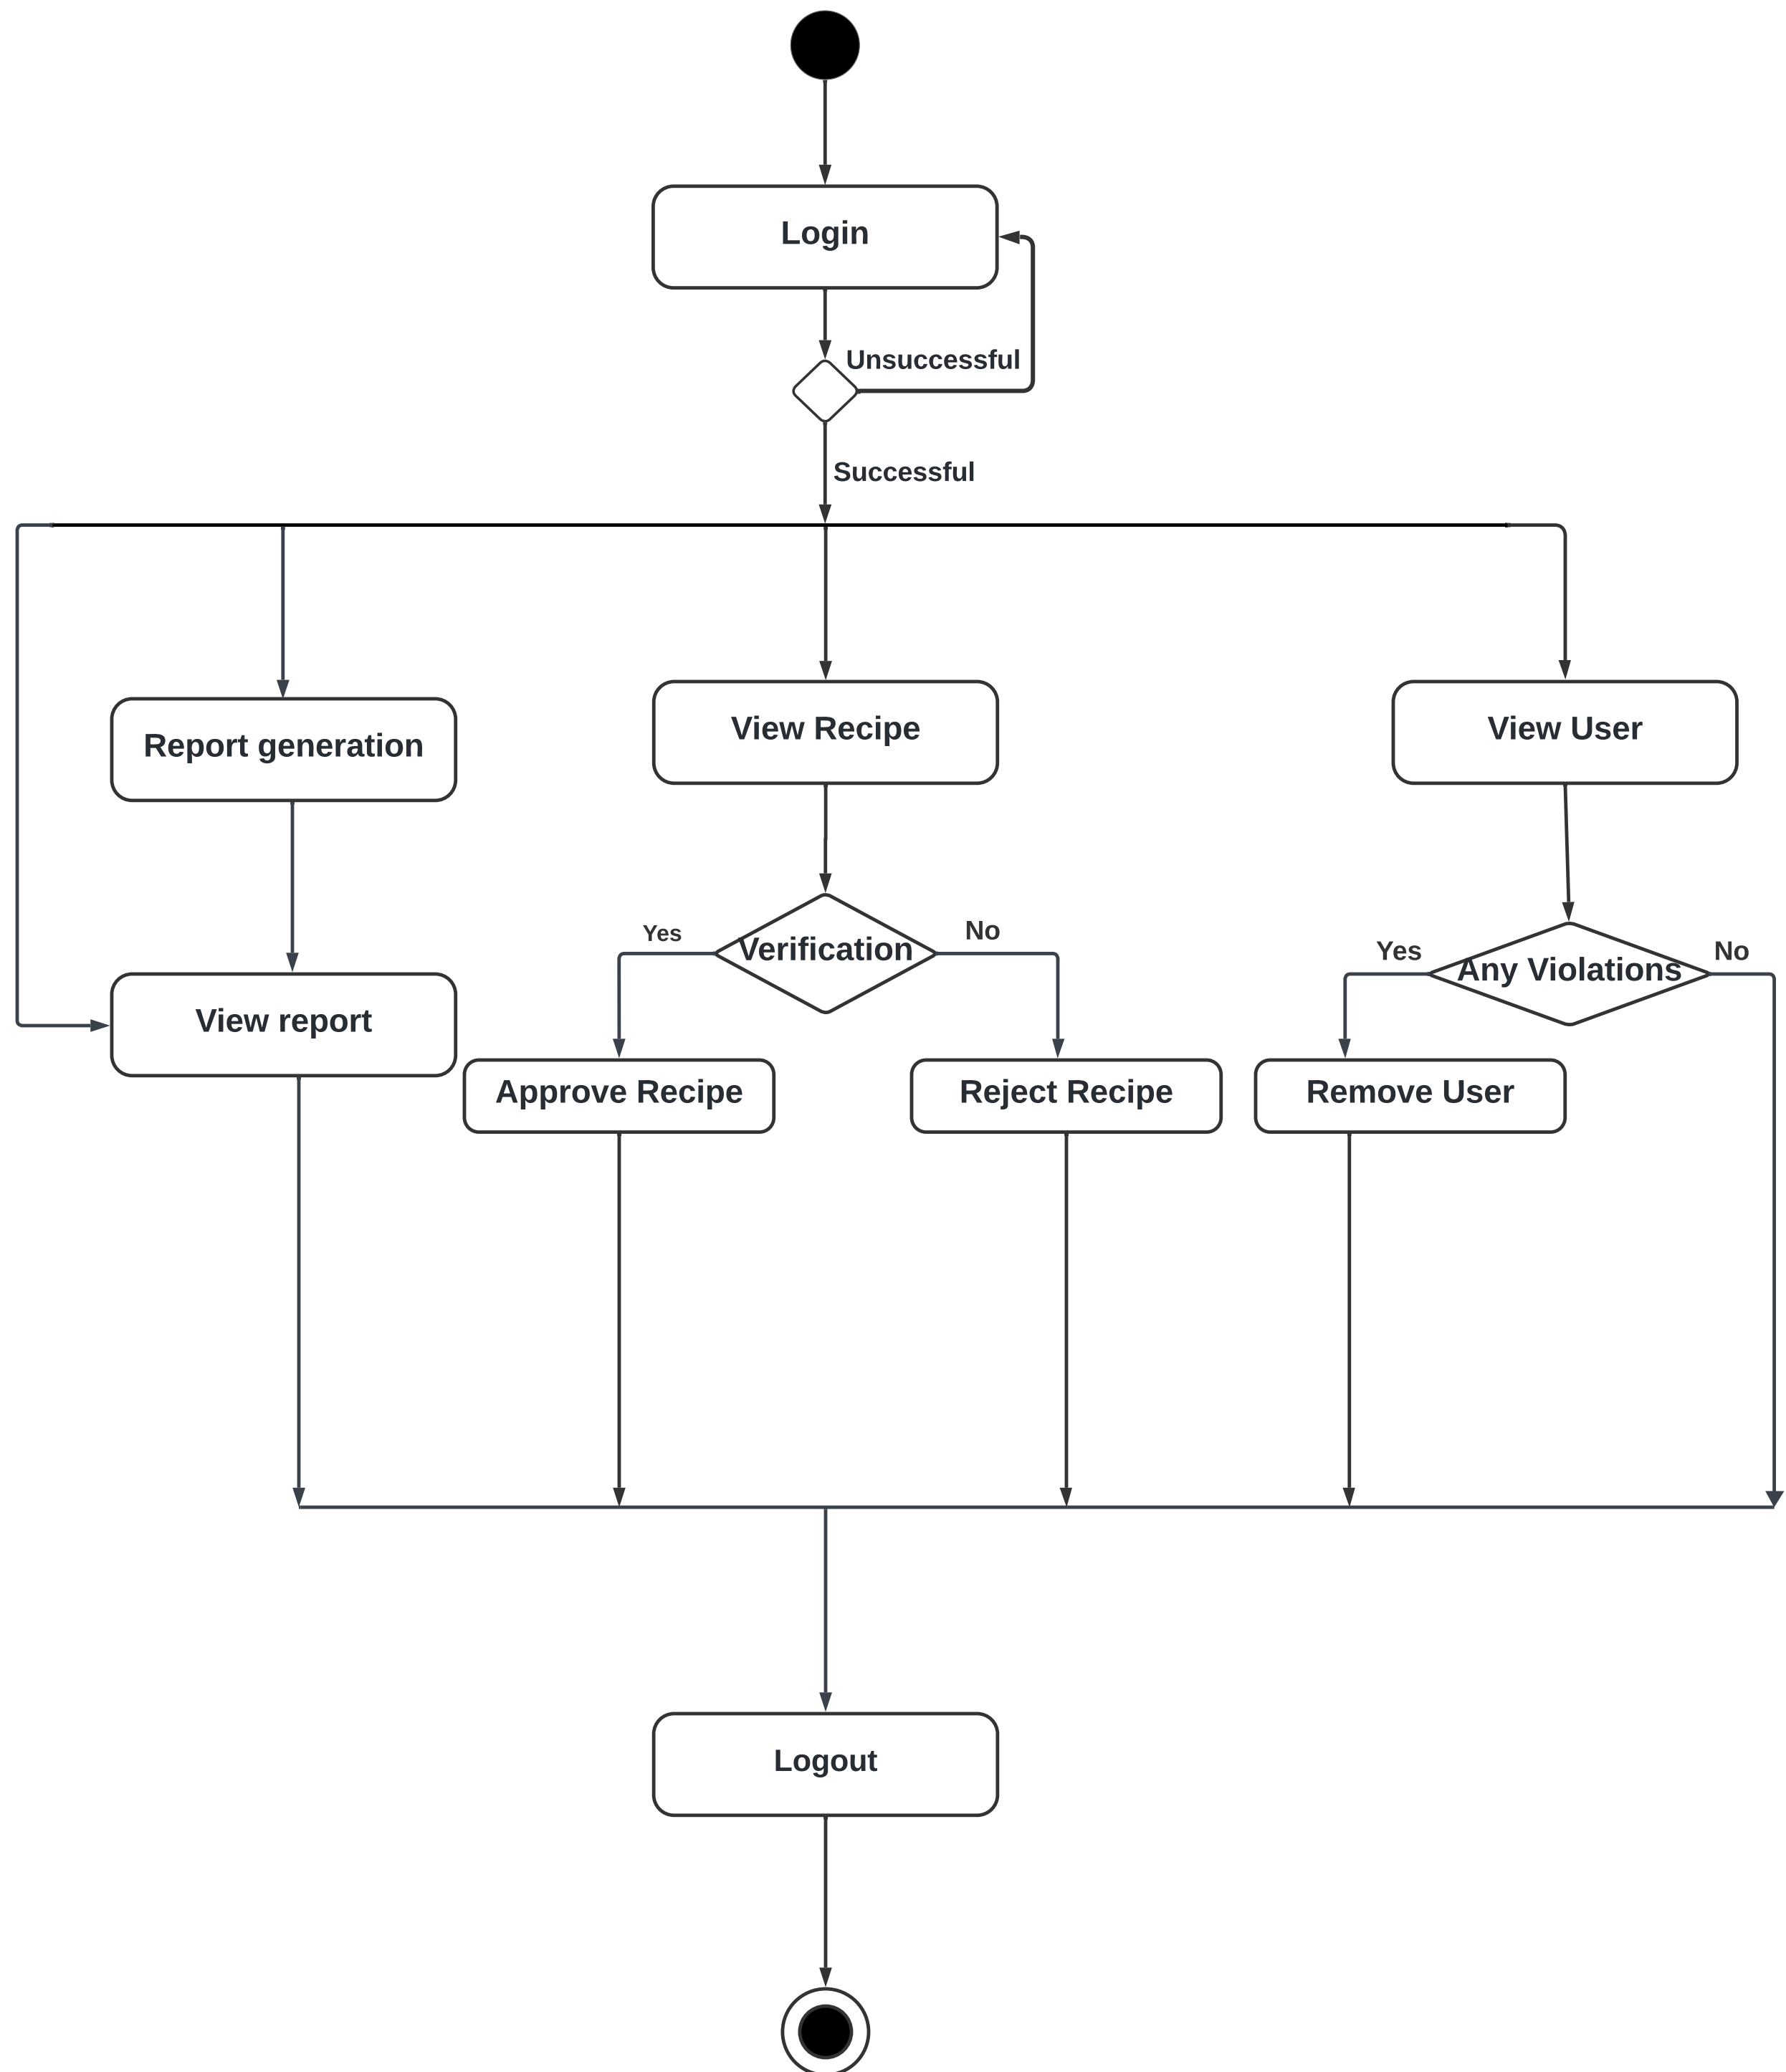 Login
Unsuccessful
Successful
Report generation
View Recipe
View User
Yes
Verification
No
Yes
Any Violations
No
View report
Approve Recipe
Reject Recipe
Remove User
Logout